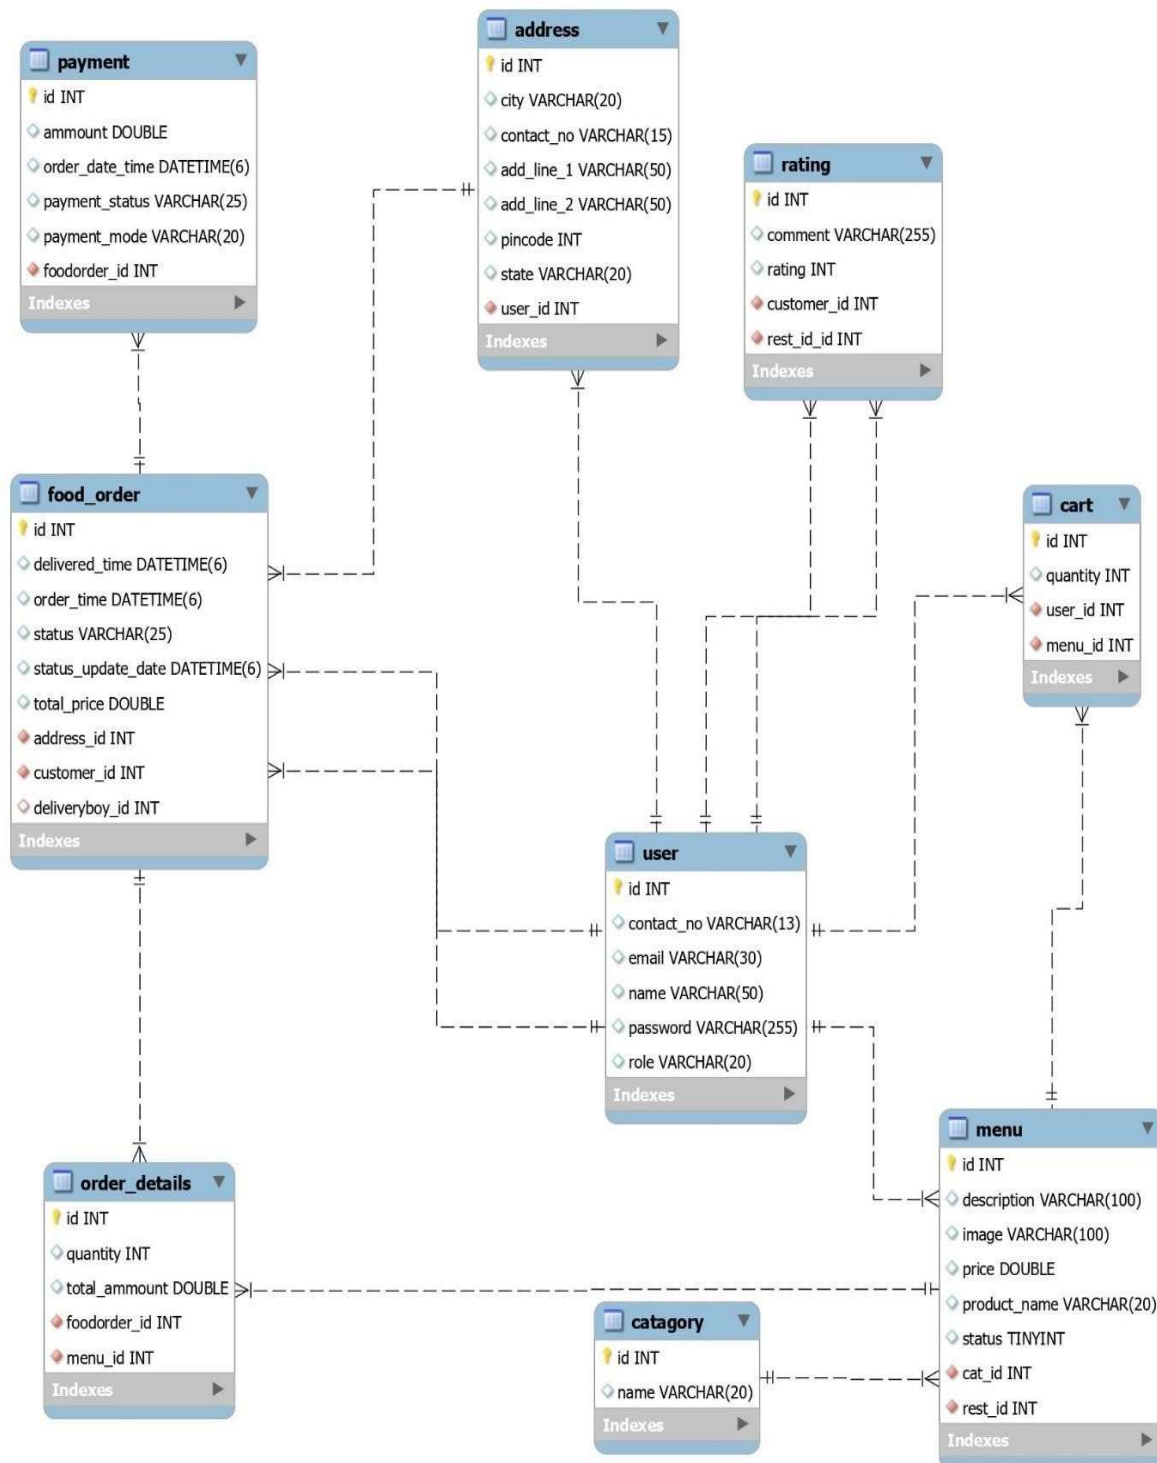 payment
id INT
ammount DOUBLE
order_date_time DATETIME(6)
payment_status VARCHAR(25)
payment_mode VARCHAR(20)
foodorder_id INT
Indexes
address
id INT
city VARCHAR(20)
contact_no VARCHAR(15)
add_line_1 VARCHAR(50)
add_line_2 VARCHAR(50)
pincode INT
state VARCHAR(20)
user_id INT
Indexes
rating
id INT
comment VARCHAR(255)
rating INT
customer_id INT
rest_id_id INT
Indexes
food_order
id INT
delivered_time DATETIME(6)
order_time DATETIME(6)
status VARCHAR(25)
status_update_date DATETIME(6)
total_price DOUBLE
address_id INT
customer_id INT
deliveryboy_id INT
Indexes
cart
id INT
quantity INT
user_id INT
menu_id INT
Indexes
user
id INT
contact_no VARCHAR(13)
email VARCHAR(30)
name VARCHAR(50)
password VARCHAR(255)
role VARCHAR(20)
Indexes
order_details
id INT
quantity INT
total_ammount DOUBLE
foodorder_id INT
menu_id INT
Indexes
catagory
id INT
name VARCHAR(20)
Indexes
menu
id INT
description VARCHAR(100)
image VARCHAR(100)
price DOUBLE
product_name VARCHAR(20)
status TINYINT
cat_id INT
rest_id INT
Indexes